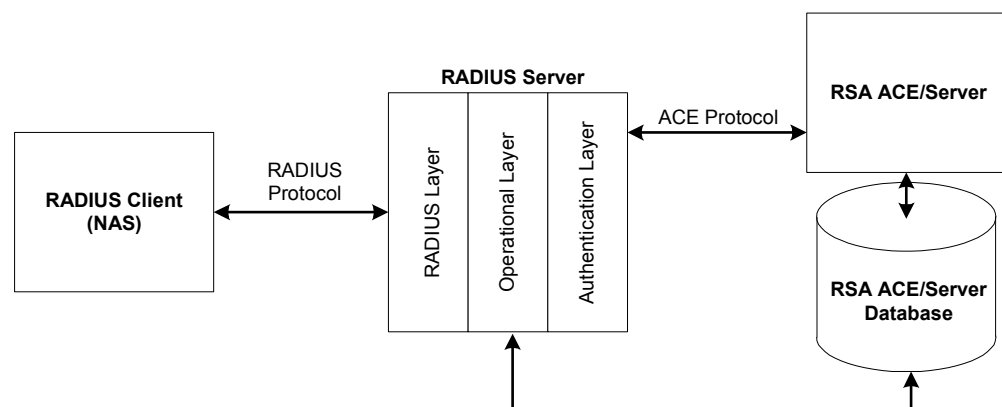 RADIUS Server
RADIUS Client
(NAS)
RADIUS
Protocol
RADIUS Layer
Operational Layer
Authentication Layer
ACE Protocol
RSA ACE/Server
RSA ACE/Server
Database